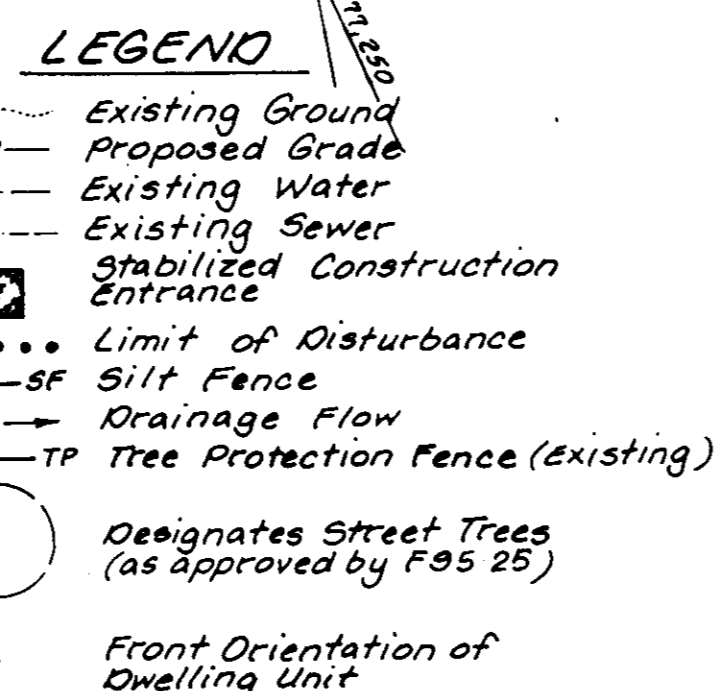 77,250
LEGEND
Existing Ground
Proposed Grade
Existing Water
Existing Sewer
Stabilized Construction
Entrance
Limit of Disturbance
SF Silt Fence
Drainage Flow
TP Tree Protection Fence (Existing)
Designates Street Trees
(as approved by F95 25)
Front Orientation of
Dwelling Unit